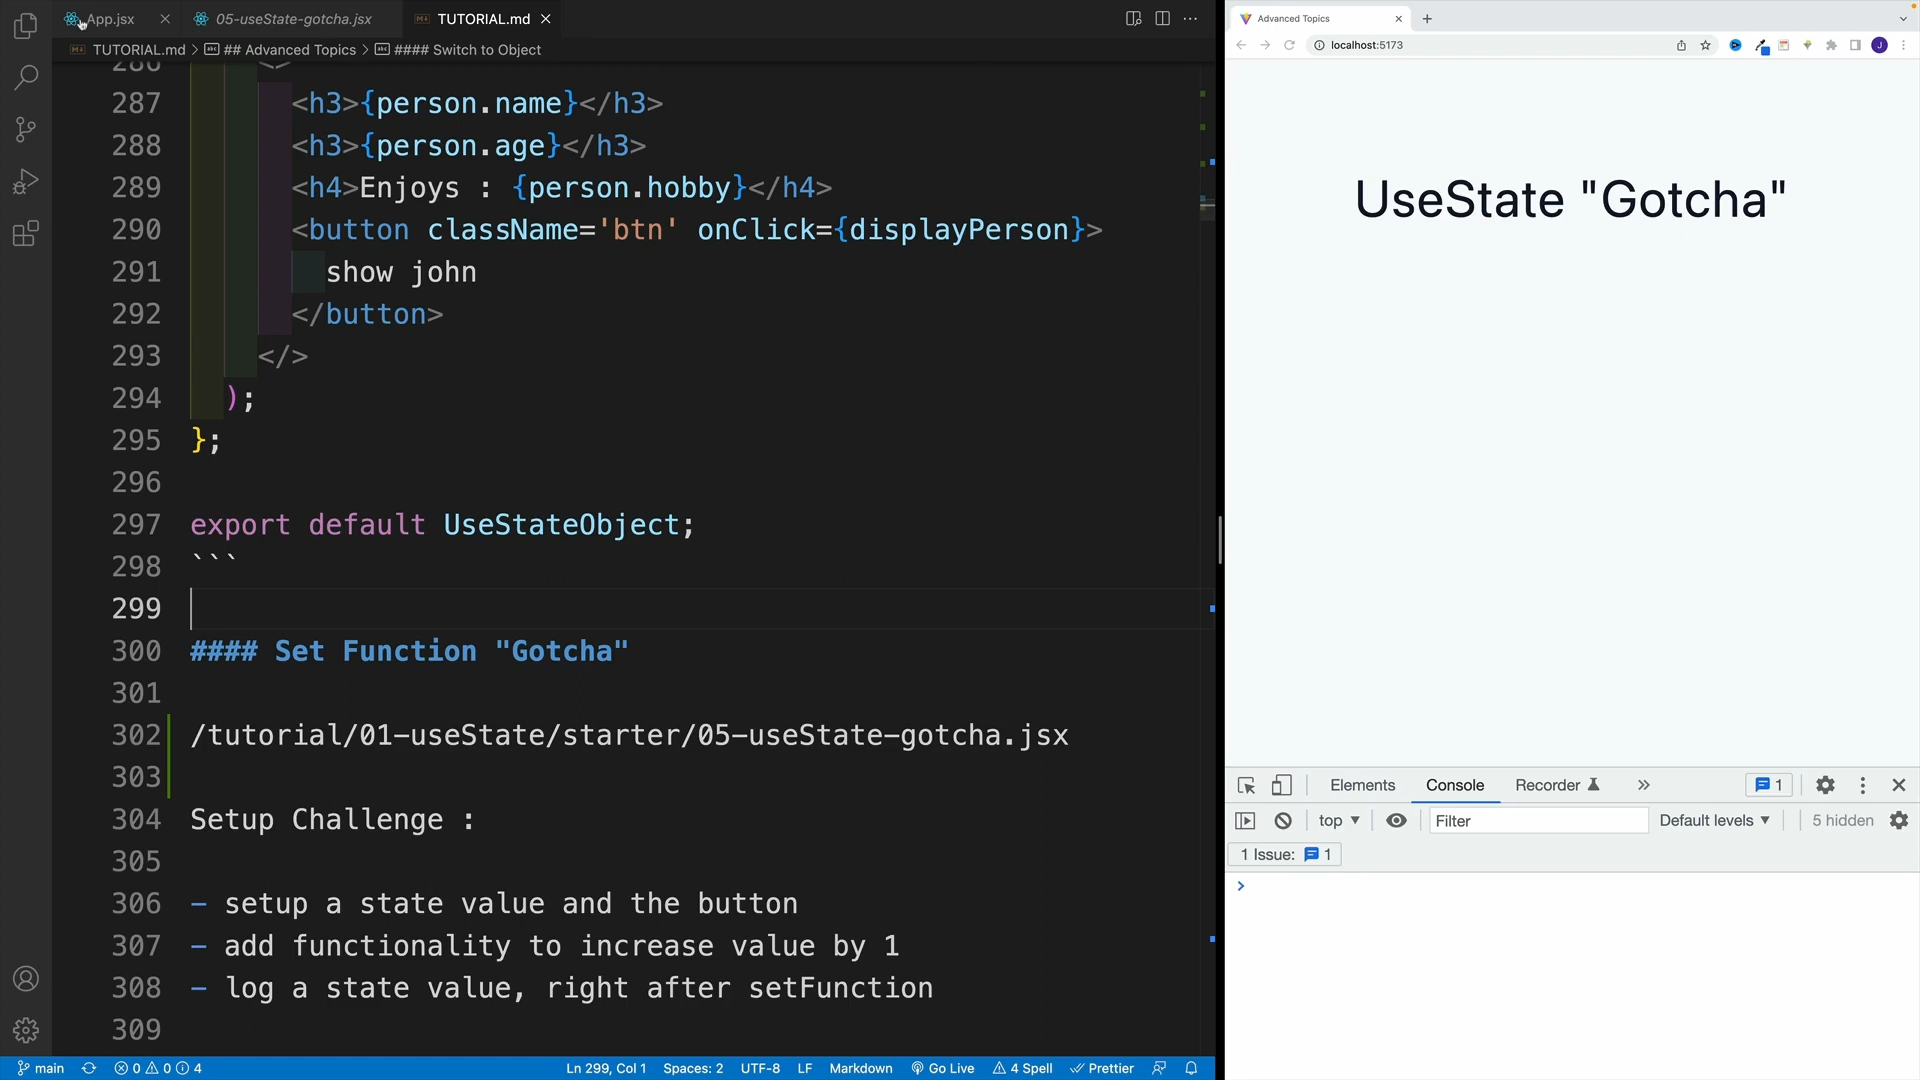 App.jsx
05-useState-gotcha.jsx
TUTORIAL.md
TUTORIAL.md > ## Advanced Topics > #### Switch to Object
287 <h3>{person.name}</h3>
288 <h3>{person.age}</h3>
289 <h4>Enjoys : {person.hobby}</h4>
290 <button className='btn' onClick={displayPerson}>
291 show john
292 </button>
293 </>
294 );
295 };
296
297 export default UseStateObject;
298 ```
299
300 #### Set Function "Gotcha"
301
302 /tutorial/01-useState/starter/05-useState-gotcha.jsx
303
304 Setup Challenge :
305
306 - setup a state value and the button
307 - add functionality to increase value by 1
308 - log a state value, right after setFunction
309
main 0 0 4 Ln 299, Col 1 Spaces: 2 UTF-8 LF Markdown Go Live 4 Spell Prettier
Advanced Topics
localhost:5173
J
UseState "Gotcha"
Elements Console Recorder 1
top Filter Default levels 5 hidden
1 Issue: 1